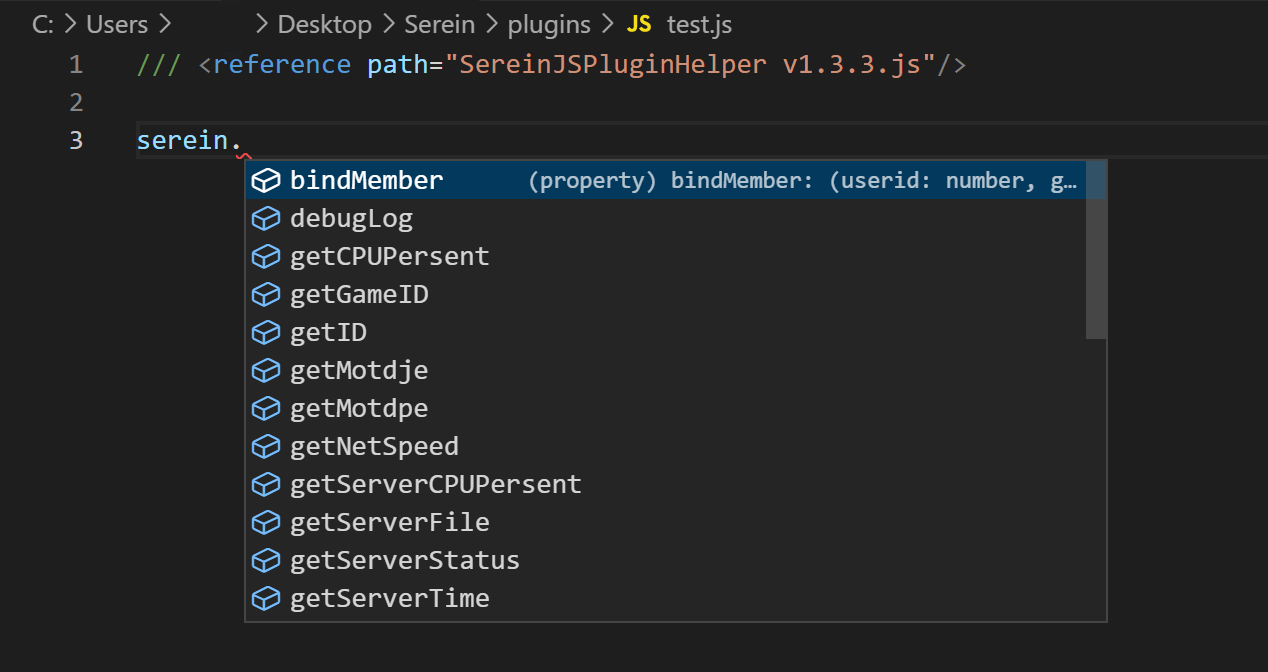 C: > Users > > Desktop > Serein > plugins > JS test.js
1 /// <reference path="SereinJSPluginHelper v1.3.3.js"/>
2
3 serein.
bindMember (property) bindMember: (userid: number, g…
debugLog
getCPUPersent
getGameID
getID
getMotdje
getMotdpe
getNetSpeed
getServerCPUPersent
getServerFile
getServerStatus
getServerTime